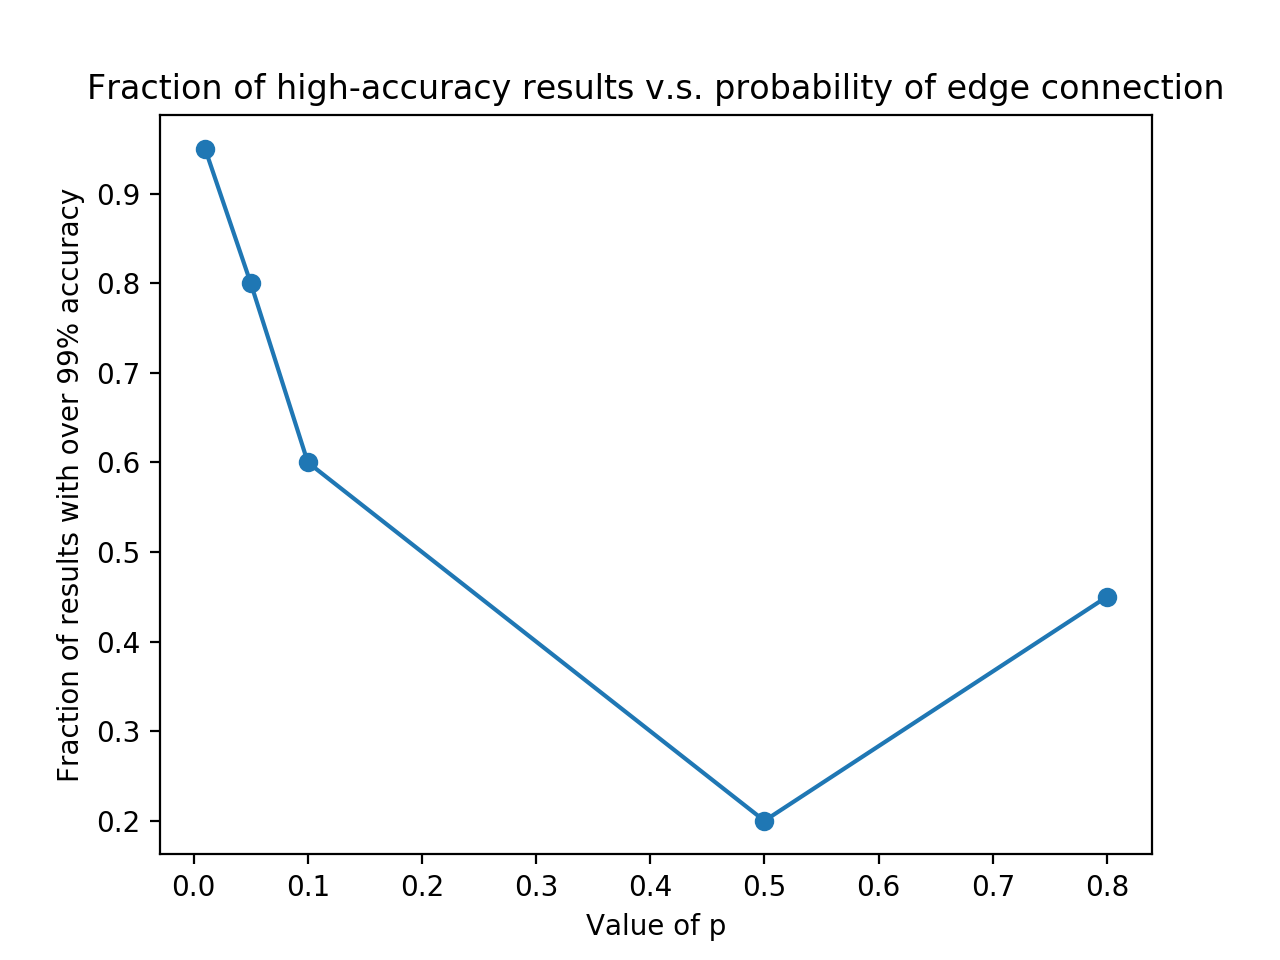 Fraction of high-accuracy results v.s. probability of edge connection
Fraction of results with over 99% accuracy
0.9
0.8
0.7
0.6
0.5
0.4
0.3
0.2
0.0 0.1 0.2 0.3 0.4 0.5 0.6 0.7 0.8
Value of p